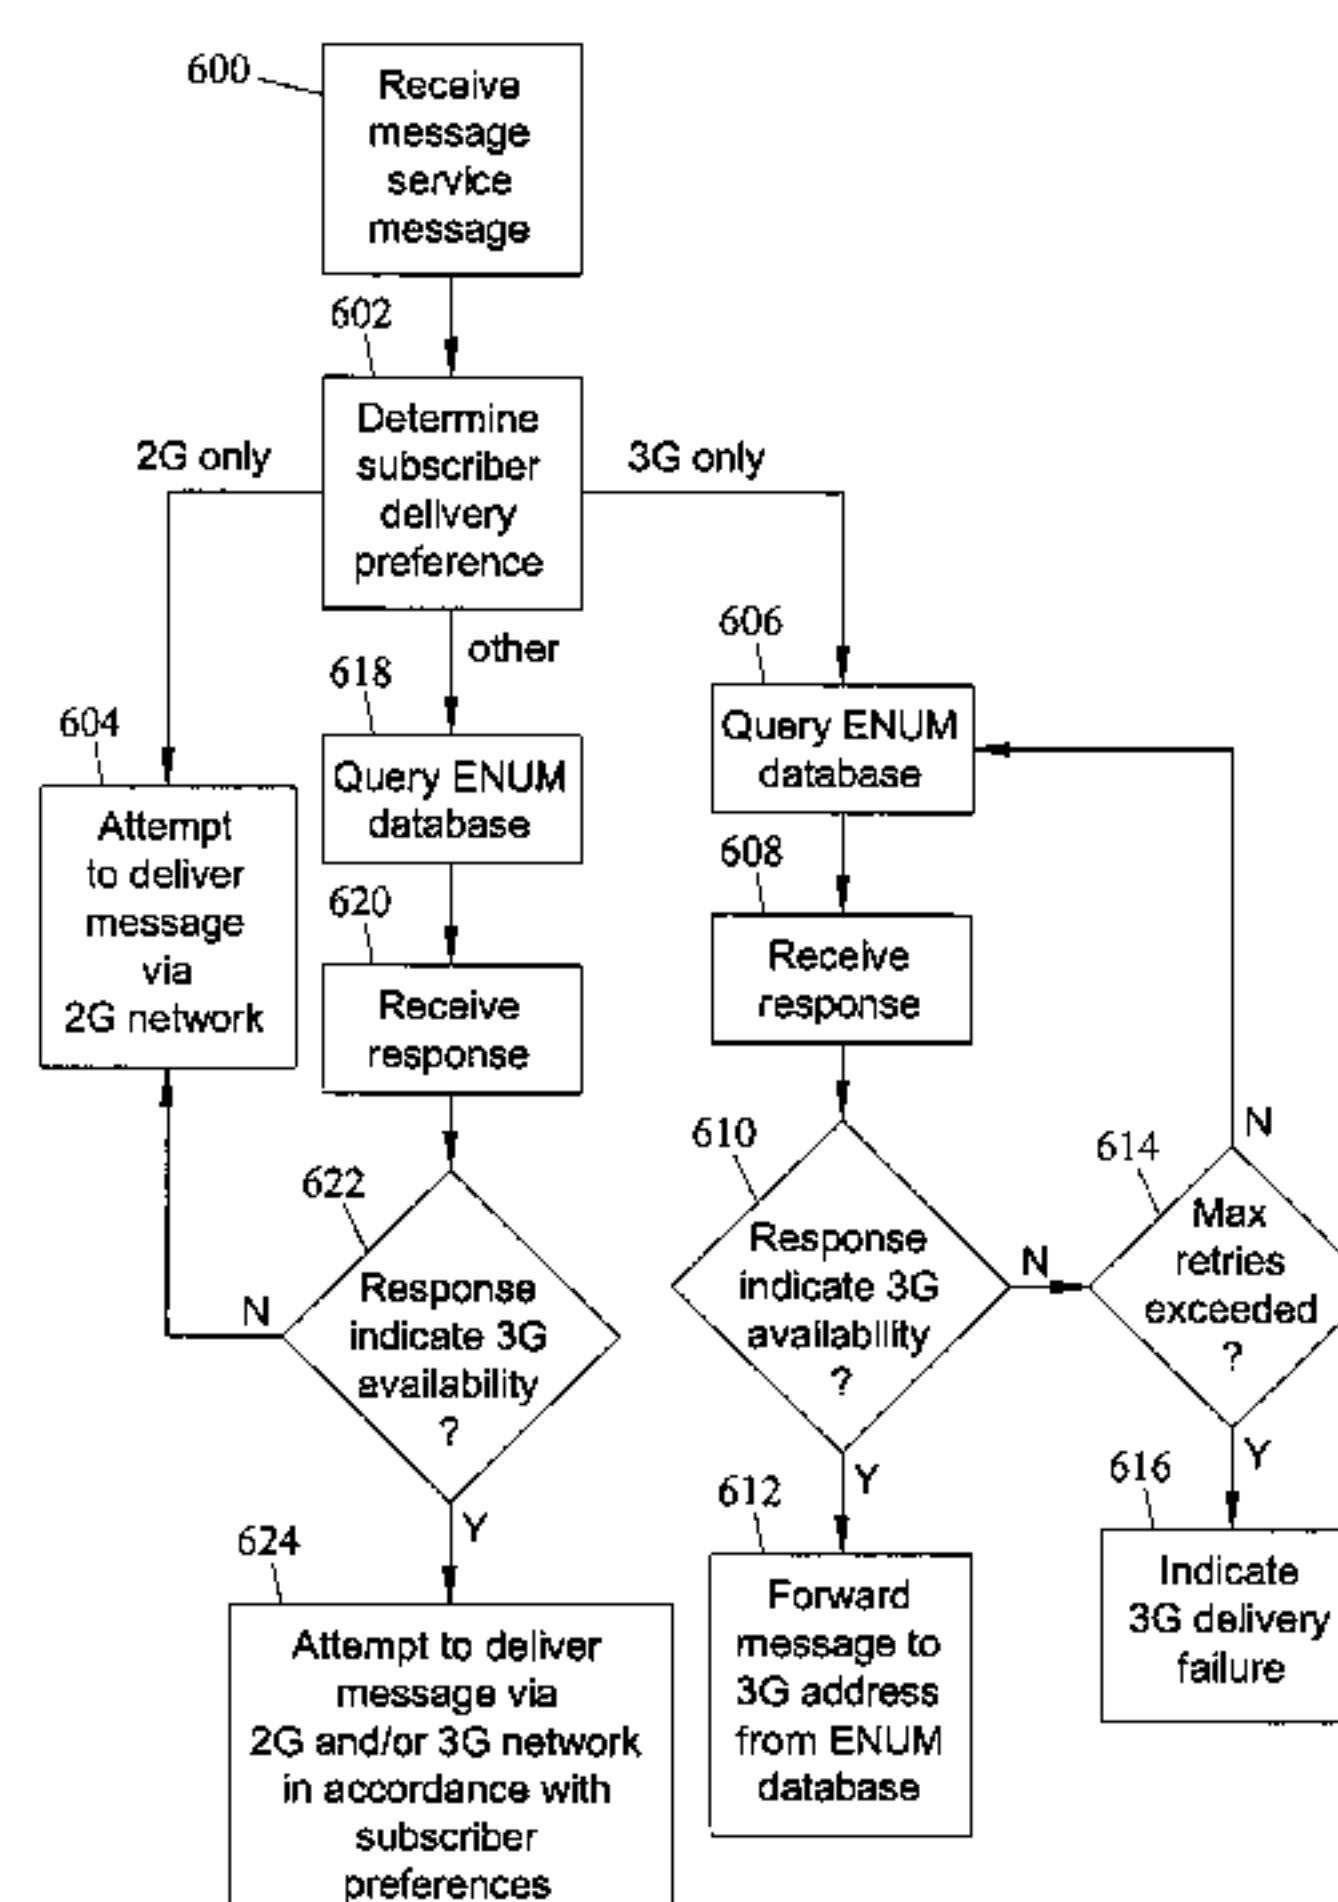 600
Receive
message
service
message
602
Determine
subscriber
delivery
preference
2G only
3G only
other
604
Attempt
to deliver
message
via
2G network
618
Query ENUM
database
620
Receive
response
622
Response
indicate 3G
availability
?
N
Y
624
Attempt to deliver
message via
2G and/or 3G network
in accordance with
subscriber
preferences
606
Query ENUM
database
608
Receive
response
610
Response
indicate 3G
availability
?
N
Y
612
Forward
message to
3G address
from ENUM
database
614
Max
retries
exceeded
?
N
Y
616
Indicate
3G delivery
failure